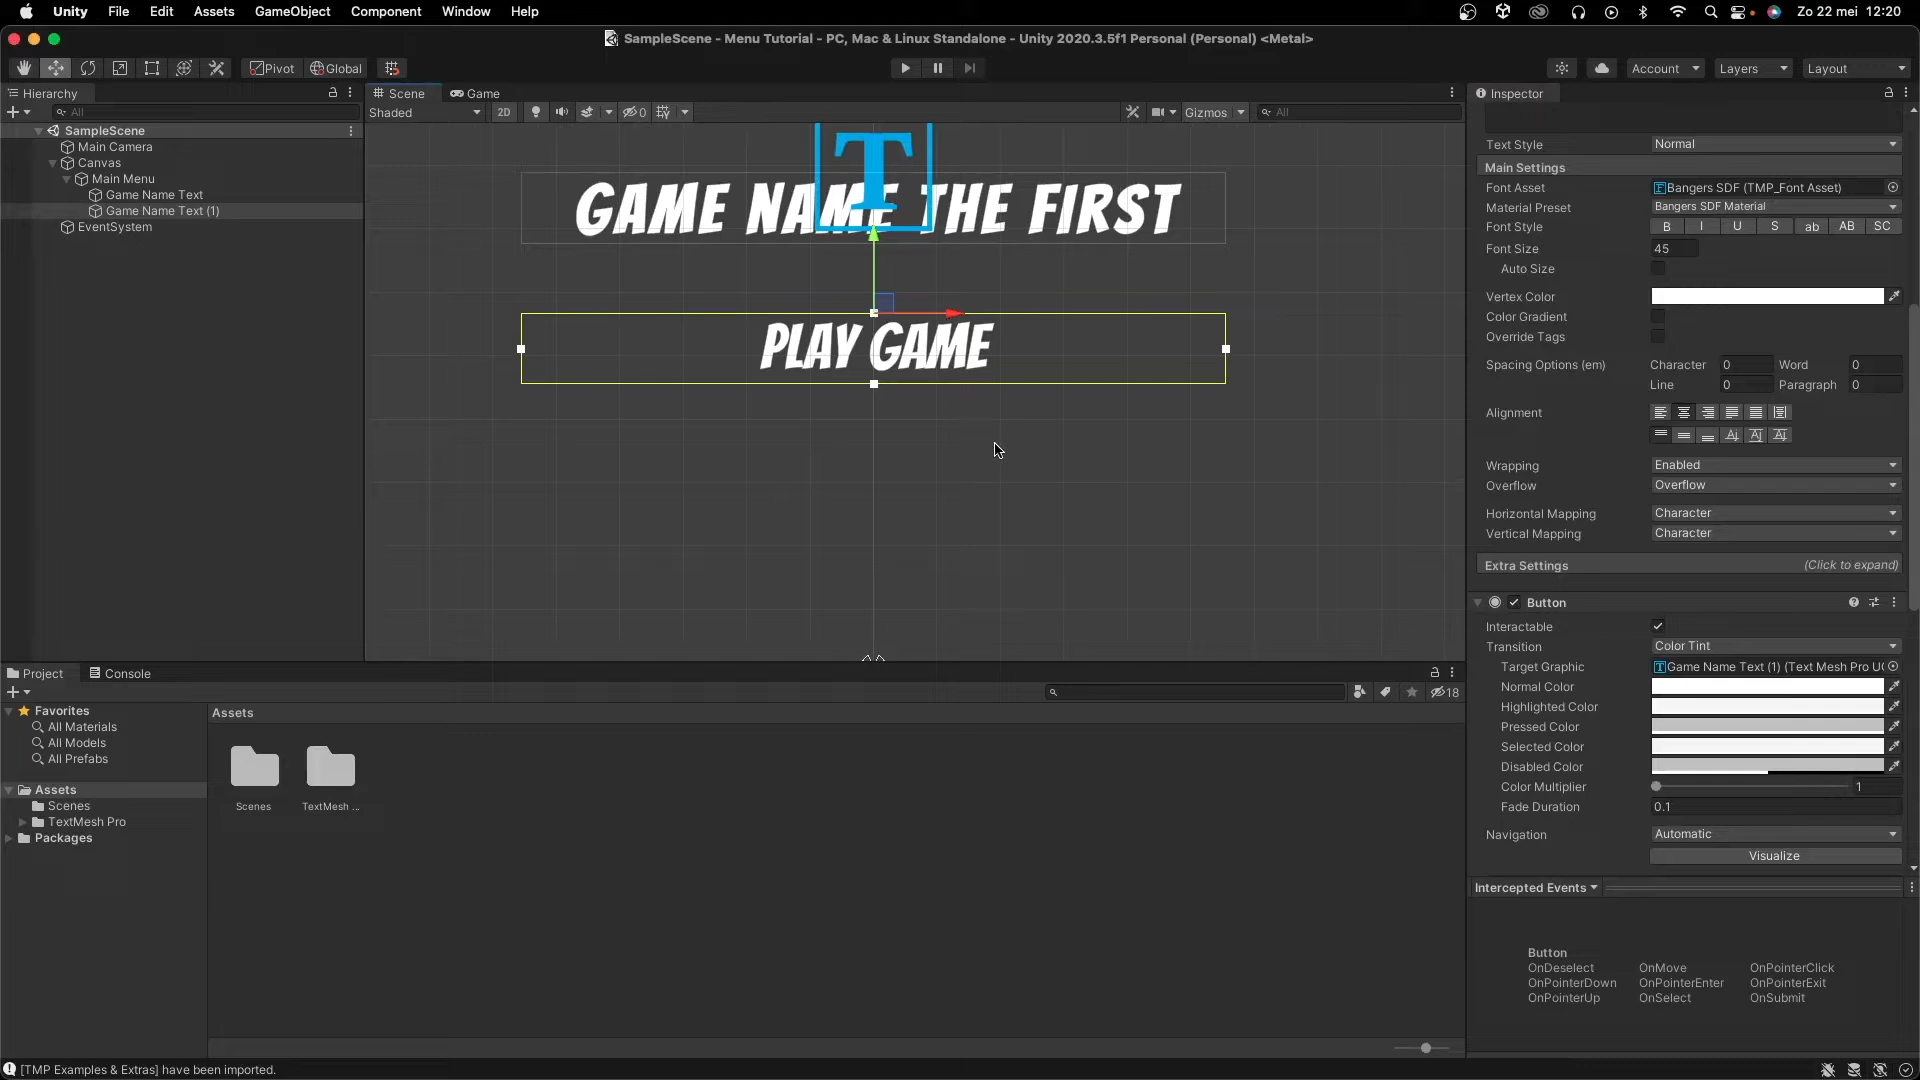 Unity File Edit Assets GameObject Component Window Help Zo 22 mei 12:20
SampleScene - Menu Tutorial - PC, Mac & Linux Standalone - Unity 2020.3.5f1 Personal (Personal) <Metal>
Pivot Global Account Layers Layout
Hierarchy Scene Game Inspector
All Shaded 2D 0 Gizmos All
SampleScene
Main Camera
Canvas
Main Menu
Game Name Text
Game Name Text (1)
EventSystem
T
GAME NAME THE FIRST
PLAY GAME
Text Style Normal
Main Settings
Font Asset Bangers SDF (TMP_Font Asset)
Material Preset Bangers SDF Material
Font Style B I U S ab AB SC
Font Size 45
Auto Size
Vertex Color
Color Gradient
Override Tags
Spacing Options (em) Character 0 Word 0
Line 0 Paragraph 0
Alignment
Wrapping Enabled
Overflow Overflow
Horizontal Mapping Character
Vertical Mapping Character
Extra Settings (Click to expand)
Button
Interactable
Transition Color Tint
Target Graphic Game Name Text (1) (Text Mesh Pro U
Normal Color
Highlighted Color
Pressed Color
Selected Color
Disabled Color
Color Multiplier 1
Fade Duration 0.1
Navigation Automatic
Visualize
Intercepted Events
Button
OnDeselect OnMove OnPointerClick
OnPointerDown OnPointerEnter OnPointerExit
OnPointerUp OnSelect OnSubmit
Project Console
18
Favorites
All Materials
All Models
All Prefabs
Assets
Scenes
TextMesh Pro
Packages
Assets
Scenes TextMesh ...
[TMP Examples & Extras] have been imported.